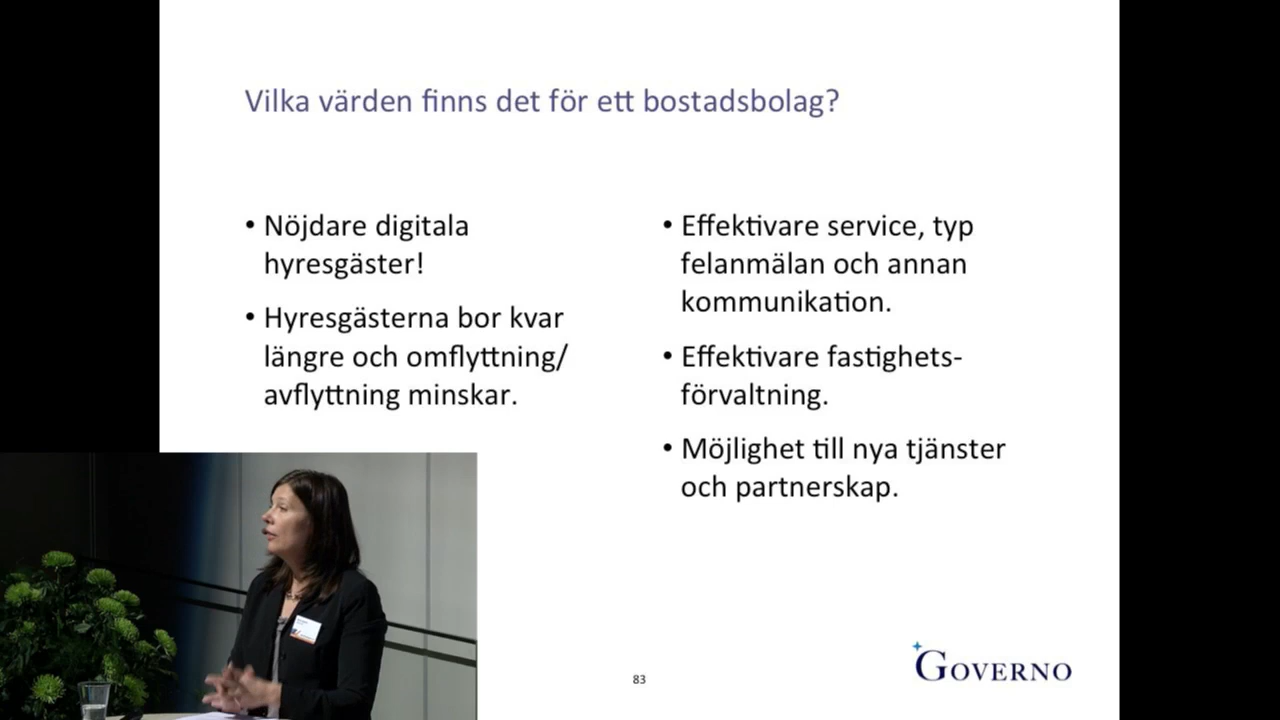 Vilka värden finns det för ett bostadsbolag?
• Nöjdare digitala
hyresgäster!
• Hyresgästerna bor kvar
längre och omflyttning/
avflyttning minskar.
• Effektivare service, typ
felanmälan och annan
kommunikation.
• Effektivare fastighets-
förvaltning.
• Möjlighet till nya tjänster
och partnerskap.
83
GOVERNO